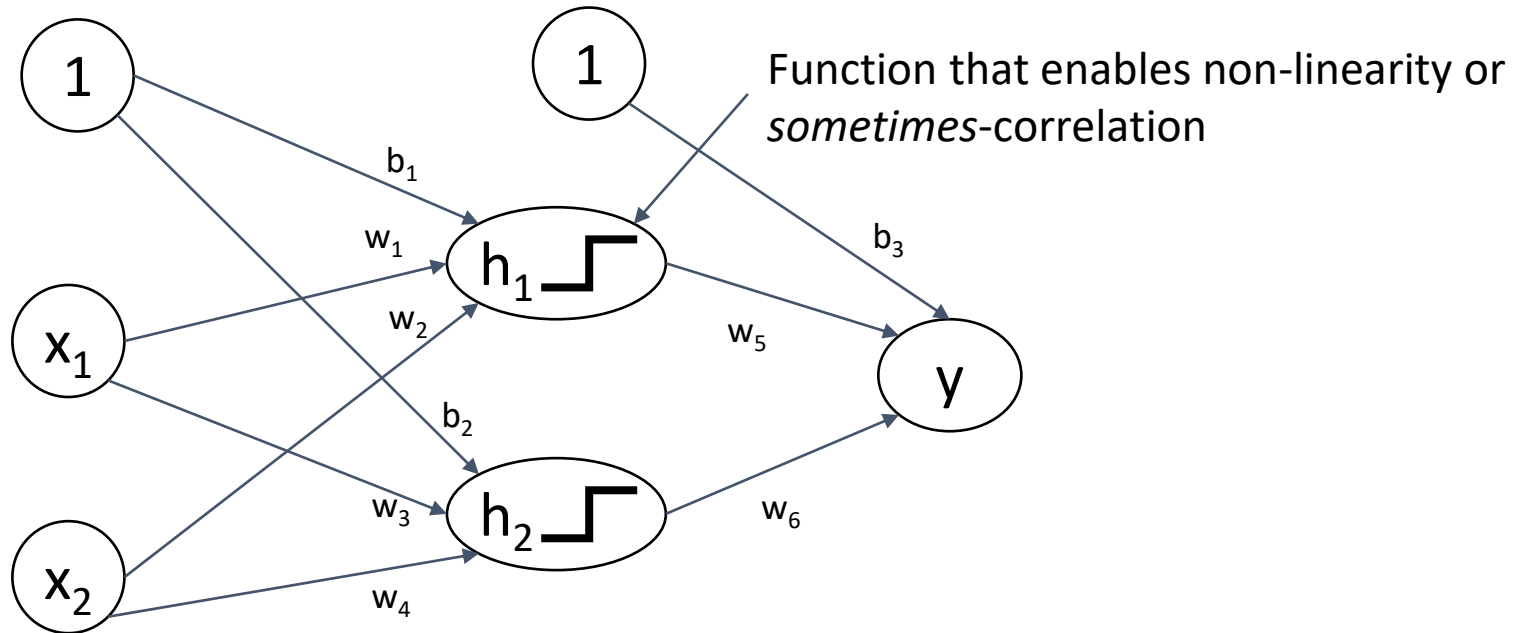 1
1
Function that enables non-linearity or
sometimes-correlation
b₁
w₁
b₃
h₁
w₂
x₁
w₅
y
b₂
w₃
h₂
w₆
x₂
w₄